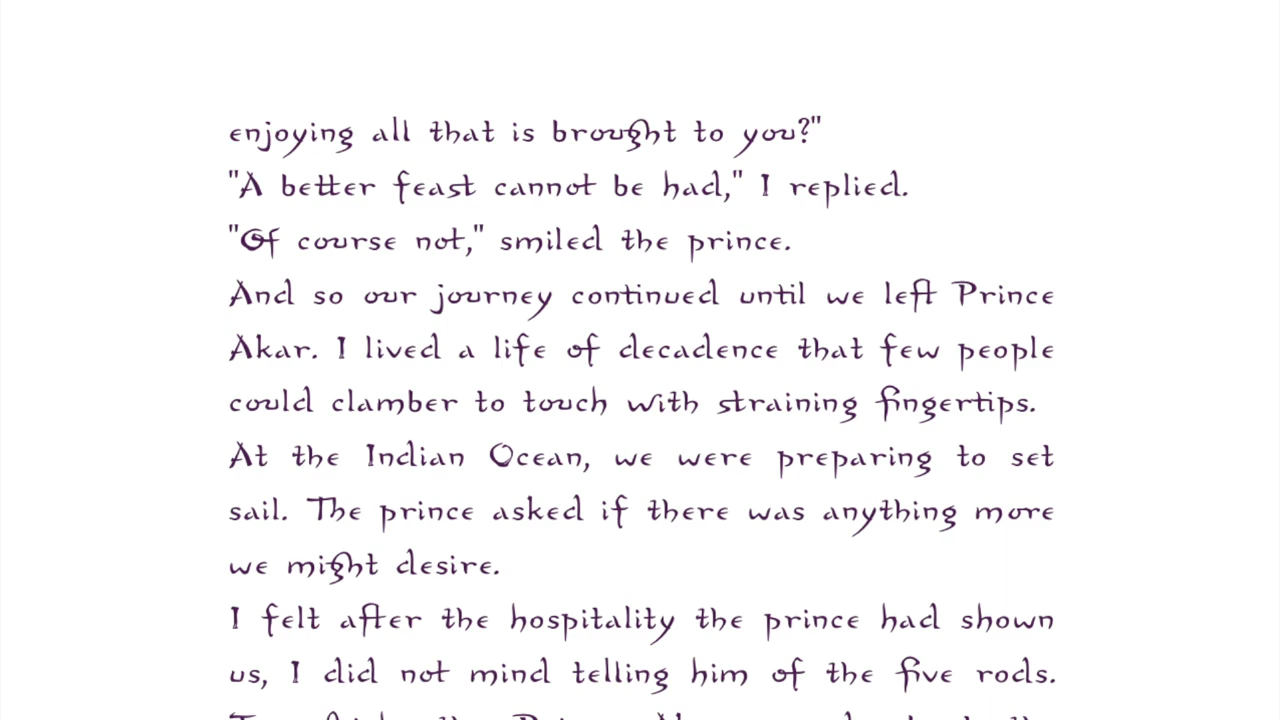 enjoying all that is brought to you?"
"A better feast cannot be had," I replied.
"Of course not," smiled the prince.
And so our journey continued until we left Prince
Akar. I lived a life of decadence that few people
could clamber to touch with straining fingertips.
At the Indian Ocean, we were preparing to set
sail. The prince asked if there was anything more
we might desire.
I felt after the hospitality the prince had shown
us, I did not mind telling him of the five rods.